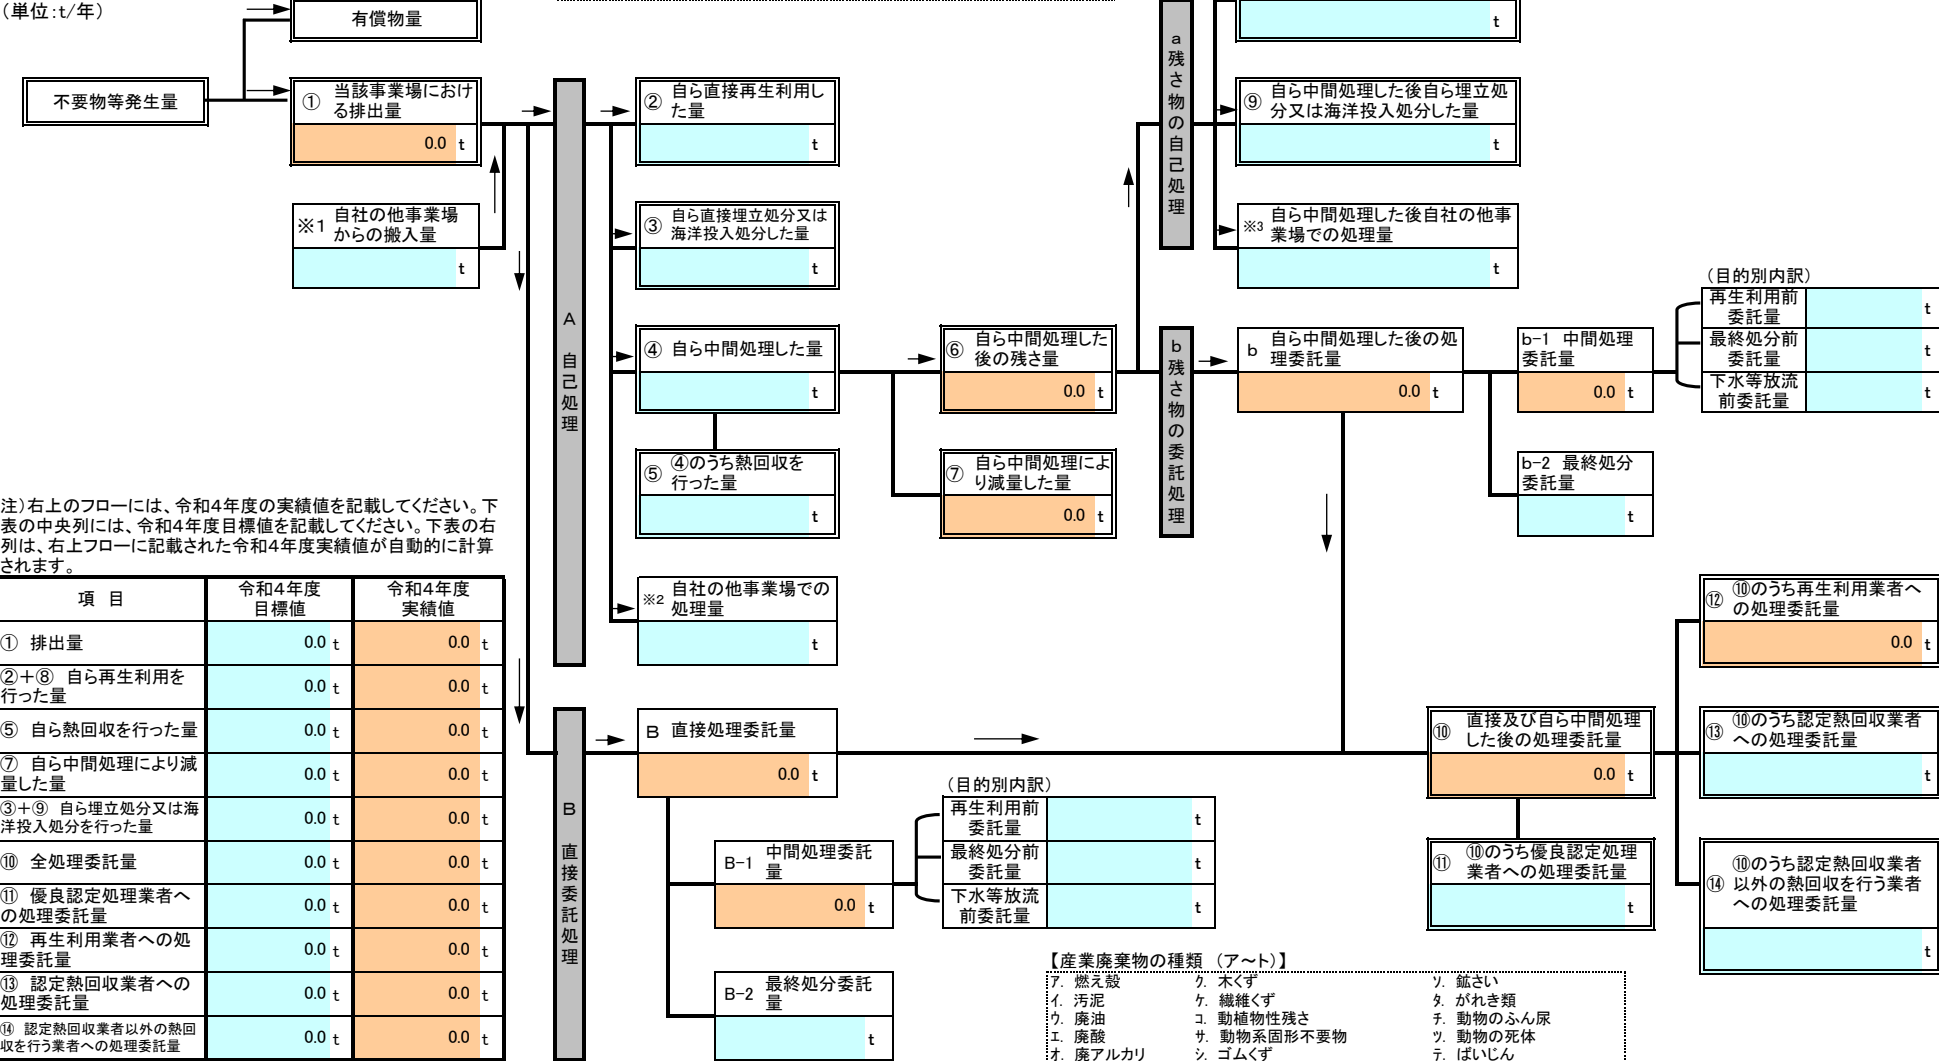 (単位:t/年)
有償物量
t
不要物等発生量
① 当該事業場におけ
る排出量
0.0 t
※1 自社の他事業場
からの搬入量
t
A 自己処理
② 自ら直接再生利用し
た量
t
③ 自ら直接埋立処分又は
海洋投入処分した量
t
④ 自ら中間処理した量
t
⑤ ④のうち熱回収を
行った量
t
※2 自社の他事業場での
処理量
t
⑥ 自ら中間処理した
後の残さ量
0.0 t
⑦ 自ら中間処理によ
り減量した量
0.0 t
a 残さ物の自己処理
⑨ 自ら中間処理した後自ら埋立処
分又は海洋投入処分した量
t
※3 自ら中間処理した後自社の他事
業場での処理量
t
b 残さ物の委託処理
b 自ら中間処理した後の処
理委託量
0.0 t
b-1 中間処理
委託量
0.0 t
b-2 最終処分
委託量
t
(目的別内訳)
再生利用前
委託量
t
最終処分前
委託量
t
下水等放流
前委託量
t
注)右上のフローには、令和4年度の実績値を記載してください。下
表の中央列には、令和4年度目標値を記載してください。下表の右
列は、右上フローに記載された令和4年度実績値が自動的に計算
されます。
項 目
令和4年度
目標値
令和4年度
実績値
① 排出量
0.0 t 0.0 t
②+⑧ 自ら再生利用を
行った量
0.0 t 0.0 t
⑤ 自ら熱回収を行った量
0.0 t 0.0 t
⑦ 自ら中間処理により減
量した量
0.0 t 0.0 t
③+⑨ 自ら埋立処分又は海
洋投入処分を行った量
0.0 t 0.0 t
⑩ 全処理委託量
0.0 t 0.0 t
⑪ 優良認定処理業者へ
の処理委託量
0.0 t 0.0 t
⑫ 再生利用業者への処
理委託量
0.0 t 0.0 t
⑬ 認定熱回収業者への
処理委託量
0.0 t 0.0 t
⑭ 認定熱回収業者以外の熱回
収を行う業者への処理委託量
0.0 t 0.0 t
B 直接委託処理
B 直接処理委託量
0.0 t
B-1 中間処理委託
量
0.0 t
B-2 最終処分委託
量
t
(目的別内訳)
再生利用前
委託量
t
最終処分前
委託量
t
下水等放流
前委託量
t
⑩ 直接及び自ら中間処理
した後の処理委託量
0.0 t
⑪ ⑩のうち優良認定処理
業者への処理委託量
t
⑫ ⑩のうち再生利用業者へ
の処理委託量
0.0 t
⑬ ⑩のうち認定熱回収業者
への処理委託量
t
⑭ ⑩のうち認定熱回収業者
以外の熱回収を行う業者
への処理委託量
t
【産業廃棄物の種類 (ア~ト)】
ア. 燃え殻 ク. 木くず ソ. 鉱さい
イ. 汚泥 ケ. 繊維くず タ. がれき類
ウ. 廃油 コ. 動植物性残さ チ. 動物のふん尿
エ. 廃酸 サ. 動物系固形不要物 ツ. 動物の死体
オ. 廃アルカリ シ. ゴムくず テ. ばいじん